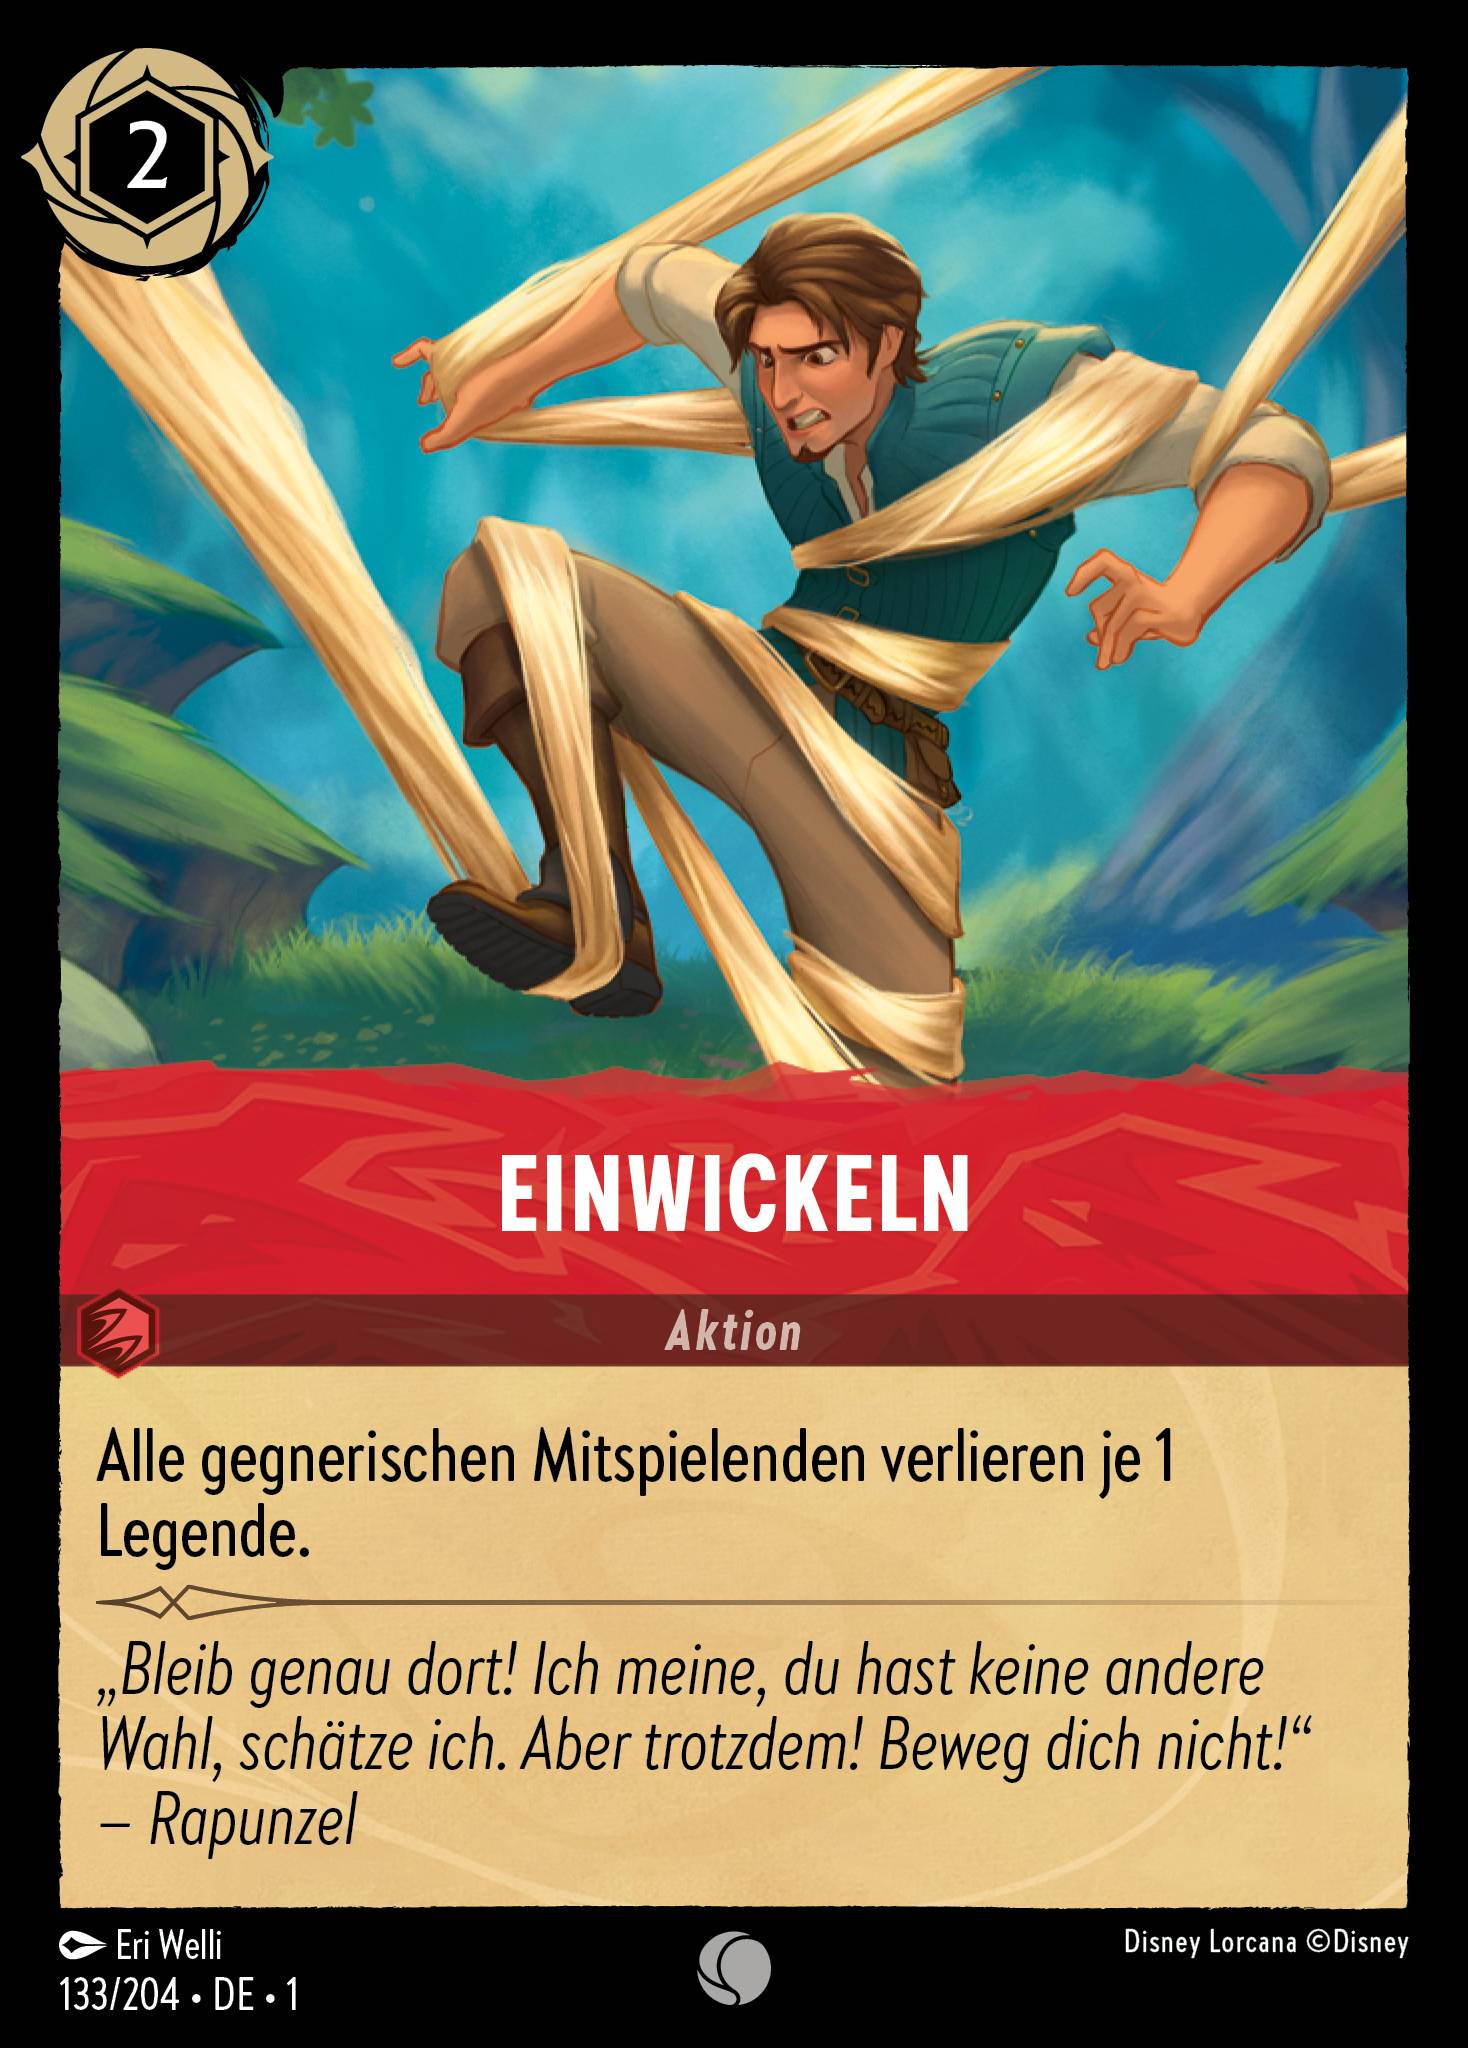 2
EINWICKELN
Aktion
Alle gegnerischen Mitspielenden verlieren je 1
Legende.
„Bleib genau dort! Ich meine, du hast keine andere
Wahl, schätze ich. Aber trotzdem! Beweg dich nicht!“
– Rapunzel
Eri Welli
Disney Lorcana ©Disney
133/204 • DE • 1